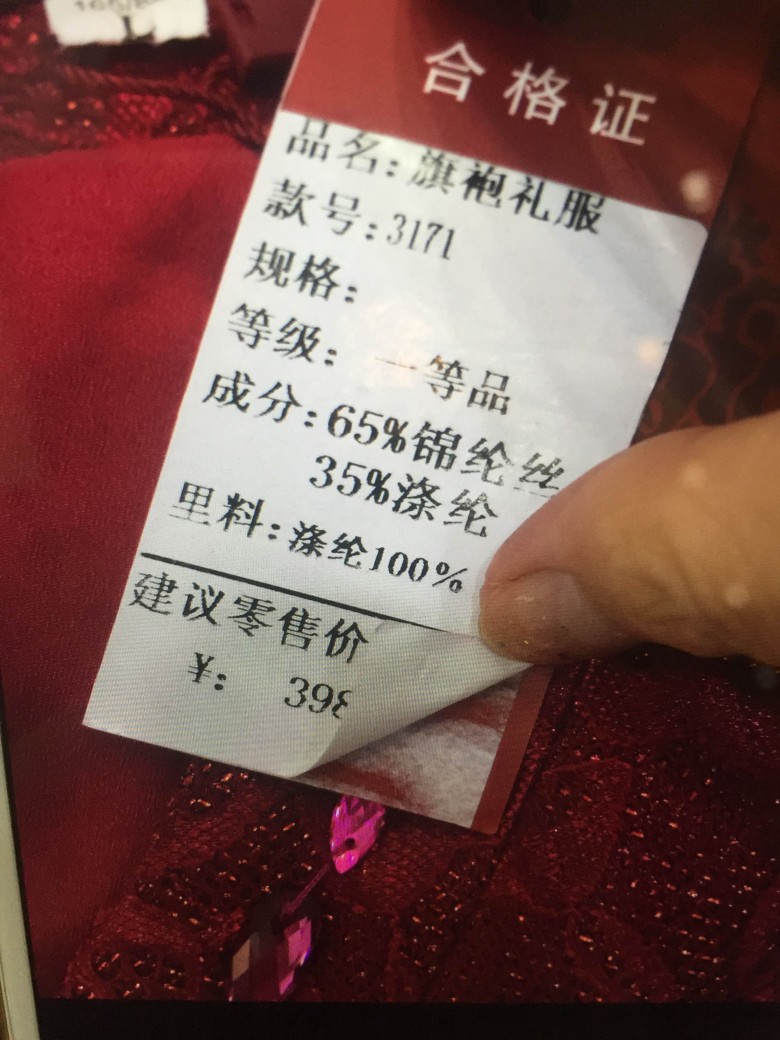 L
合格证
品名:旗袍礼服
款号:3171
规格:
等级: 一等品
成分:65%锦纶丝
35%涤纶
里料:涤纶100%
建议零售价
¥: 398